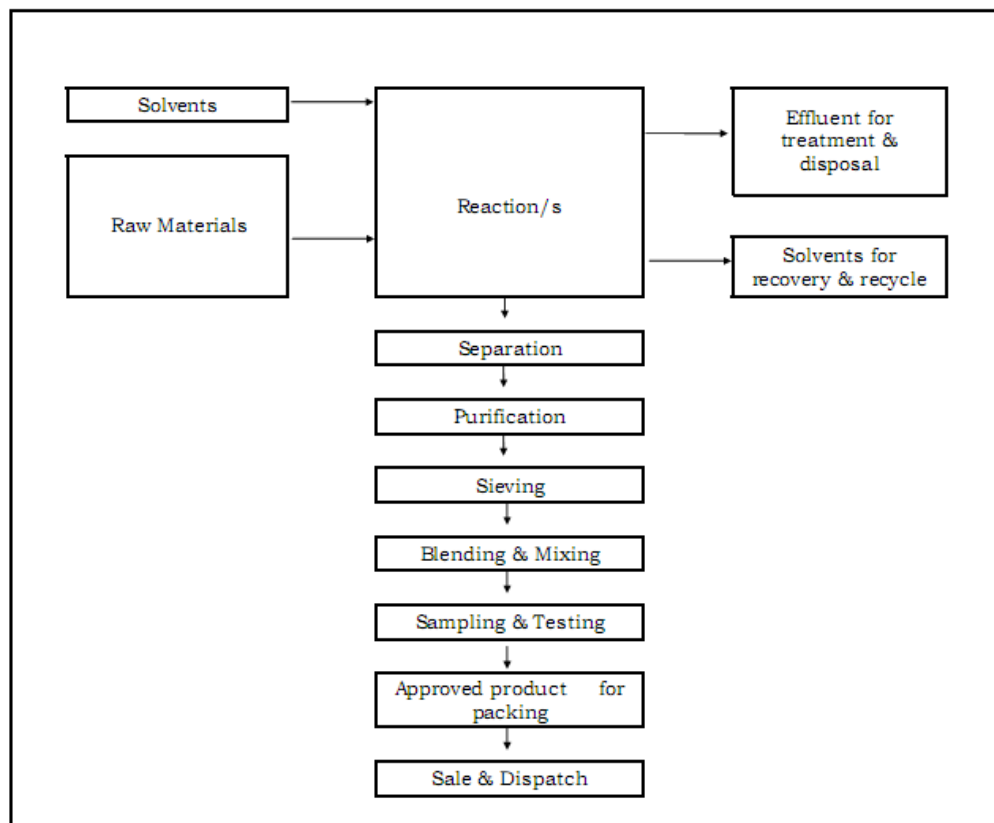 Solvents
Raw Materials
Reaction/s
Effluent for
treatment &
disposal
Solvents for
recovery & recycle
Separation
Purification
Sieving
Blending & Mixing
Sampling & Testing
Approved product for
packing
Sale & Dispatch